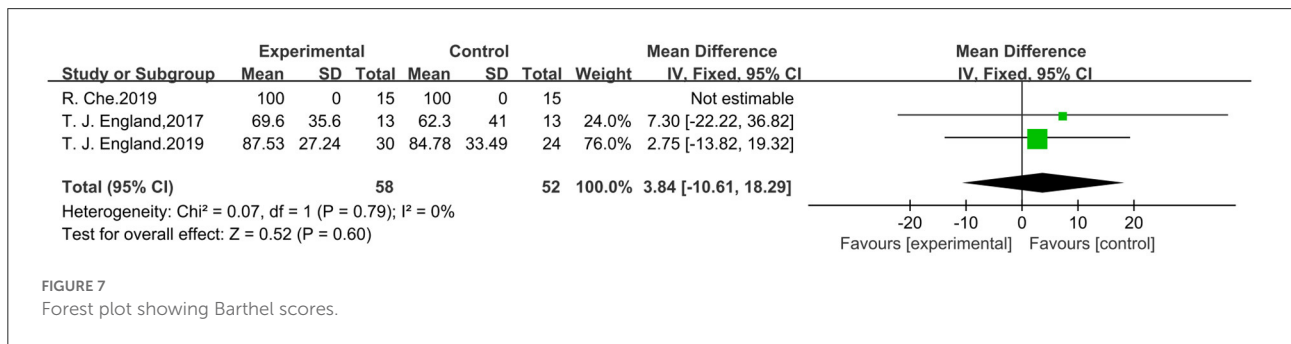 Experimental Control Mean Difference Mean Difference
Study or Subgroup Mean SD Total Mean SD Total Weight IV, Fixed, 95% CI IV, Fixed, 95% CI
R. Che.2019 100 0 15 100 0 15 Not estimable
T. J. England,2017 69.6 35.6 13 62.3 41 13 24.0% 7.30 [-22.22, 36.82]
T. J. England.2019 87.53 27.24 30 84.78 33.49 24 76.0% 2.75 [-13.82, 19.32]
Total (95% CI) 58 52 100.0% 3.84 [-10.61, 18.29]
Heterogeneity: Chi² = 0.07, df = 1 (P = 0.79); I² = 0%
Test for overall effect: Z = 0.52 (P = 0.60)
-20 -10 0 10 20
Favours [experimental] Favours [control]
FIGURE 7
Forest plot showing Barthel scores.